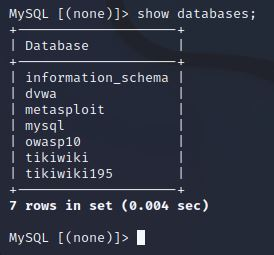 MySQL [(none)]> show databases;
+--------------------+
| Database           |
+--------------------+
| information_schema |
| dvwa               |
| metasploit         |
| mysql              |
| owasp10            |
| tikiwiki           |
| tikiwiki195        |
+--------------------+
7 rows in set (0.004 sec)
MySQL [(none)]>